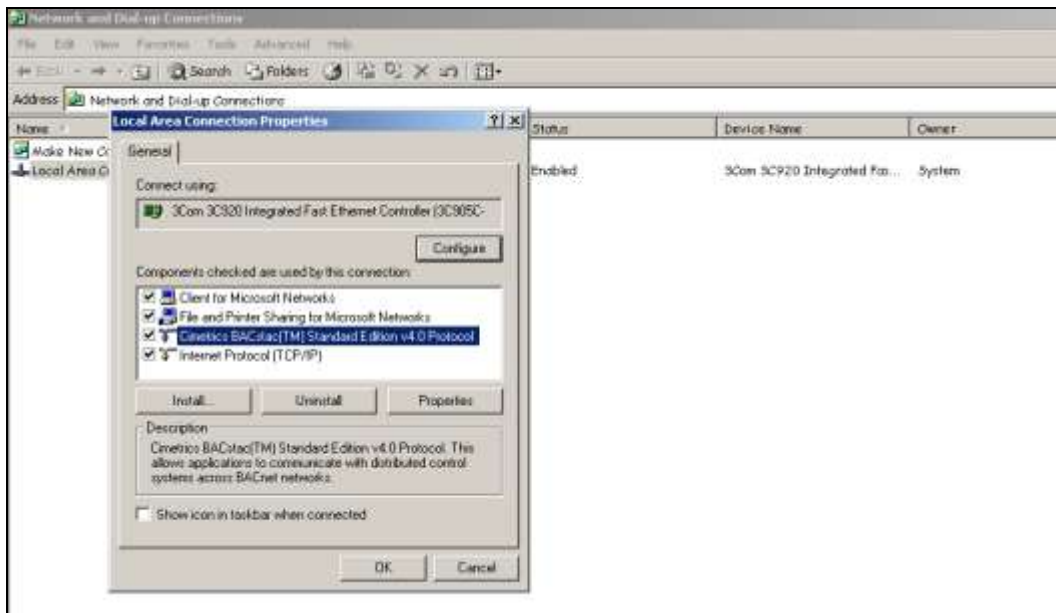 Network and Dial-up Connections
File Edit View Favorites Tools Advanced Help
Back Search Folders
Address Network and Dial-up Connections
Name Status Device Name Owner
Make New Co
Local Area C Enabled 3Com 3C920 Integrated Fas... System
Local Area Connection Properties
General
Connect using:
3Com 3C920 Integrated Fast Ethernet Controller (3C905C-
Configure
Components checked are used by this connection:
Client for Microsoft Networks
File and Printer Sharing for Microsoft Networks
Cimetrics BACstac(TM) Standard Edition v4.0 Protocol
Internet Protocol (TCP/IP)
Install... Uninstall Properties
Description
Cimetrics BACstac(TM) Standard Edition v4.0 Protocol. This
allows applications to communicate with distributed control
systems across BACnet networks.
Show icon in taskbar when connected
OK Cancel